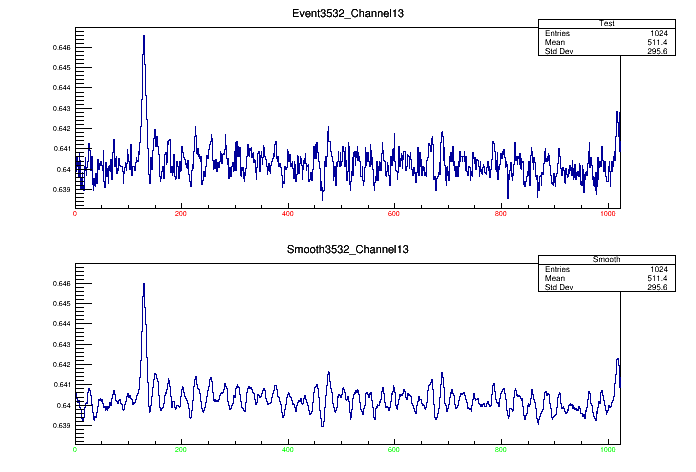 Event3532_Channel13
Test
Entries 1024
Mean 511.4
Std Dev 295.6
0.646
0.645
0.644
0.643
0.642
0.641
0.64
0.639
0 200 400 600 800 1000
Smooth3532_Channel13
Smooth
Entries 1024
Mean 511.4
Std Dev 295.6
0.646
0.645
0.644
0.643
0.642
0.641
0.64
0.639
0 200 400 600 800 1000